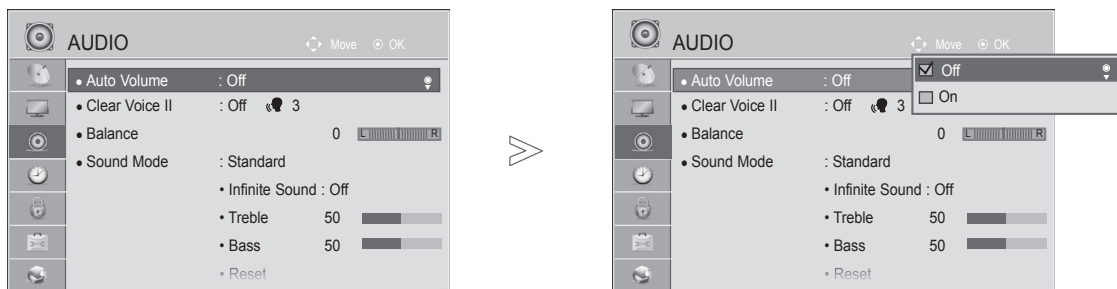 AUDIO
Move OK
• Auto Volume : Off
• Clear Voice II : Off 3
• Balance 0 L R
• Sound Mode : Standard
• Infinite Sound : Off
• Treble 50
• Bass 50
• Reset
AUDIO
Move OK
• Auto Volume : Off
• Clear Voice II : Off 3
• Balance 0 L R
• Sound Mode : Standard
• Infinite Sound : Off
• Treble 50
• Bass 50
• Reset
Off
On